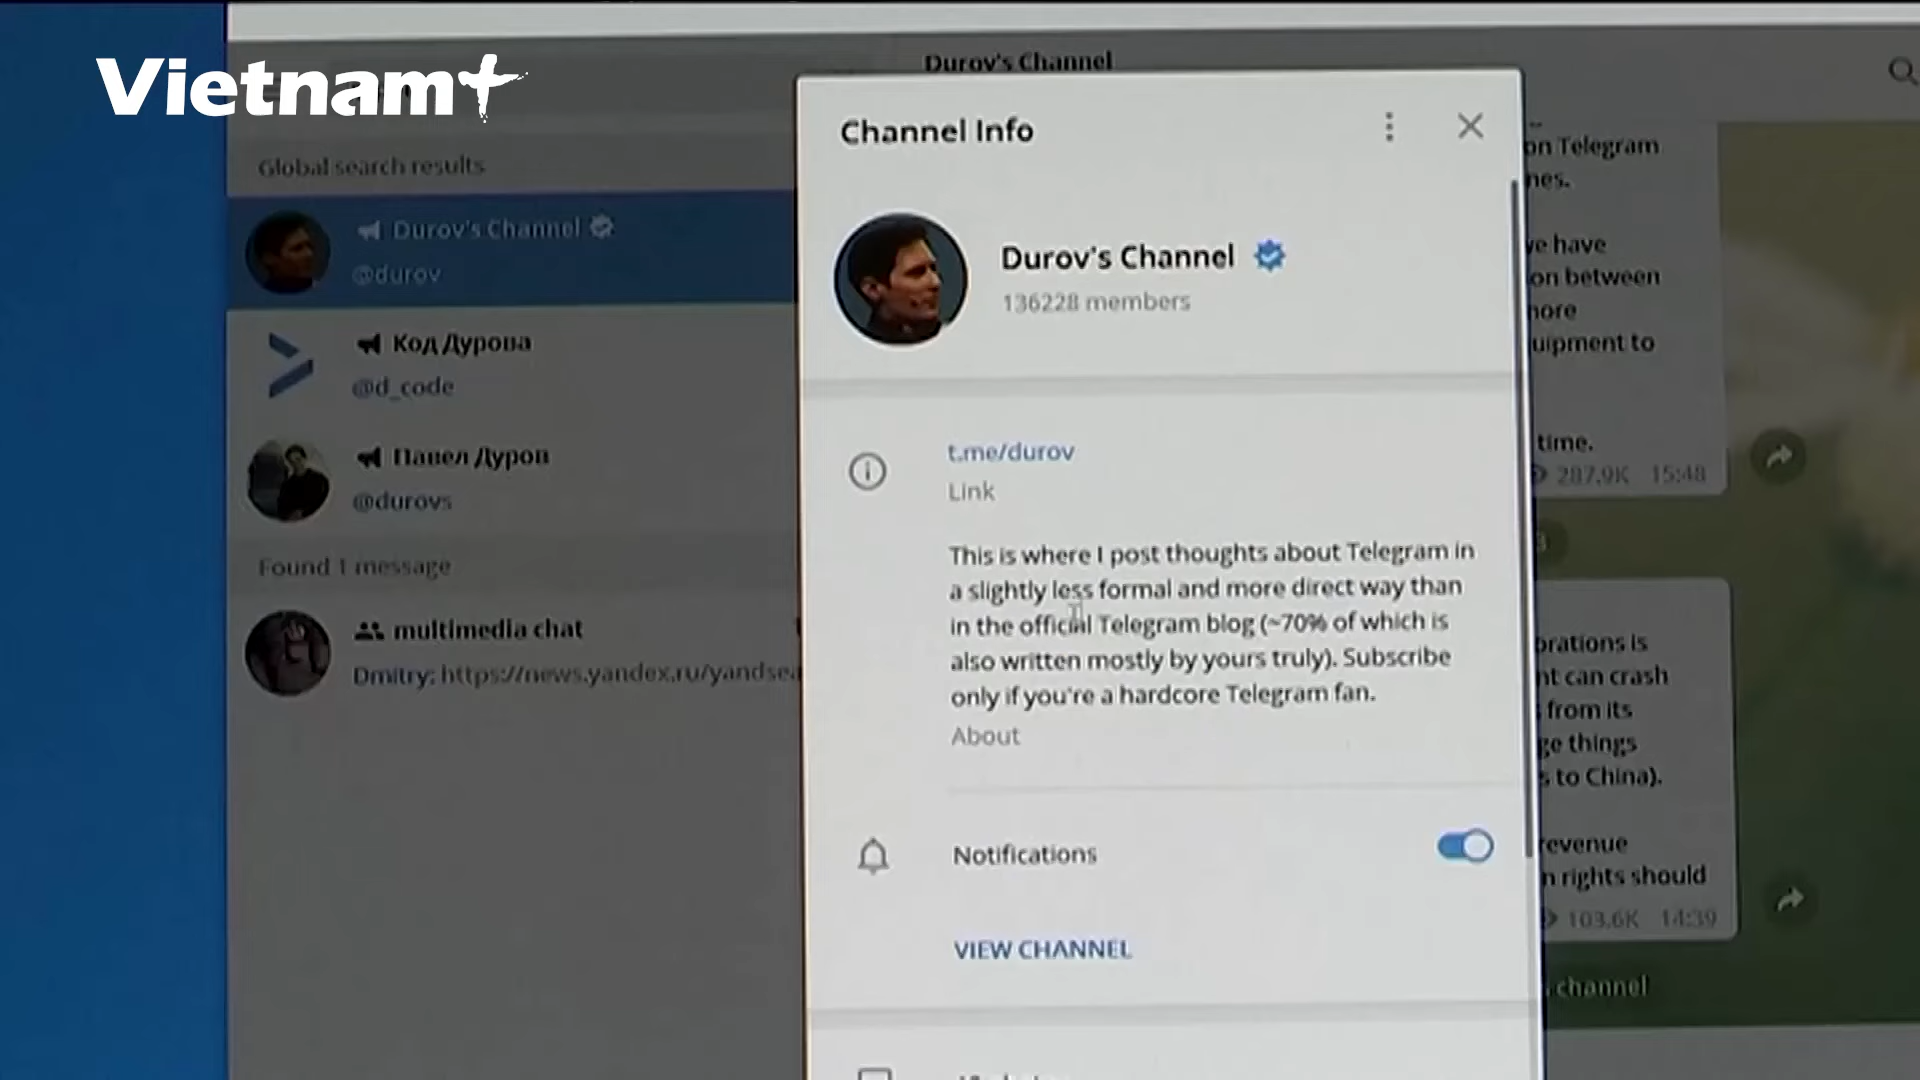 Vietnam+
Durov's Channel
Global search results
Durov's Channel
@durov
Код Дурова
@d_code
Павел Дуров
@durovs
Found 1 message
multimedia chat
Dmitry: https://news.yandex.ru/yandsea
Channel Info
Durov's Channel
136228 members
t.me/durov
Link
This is where I post thoughts about Telegram in
a slightly less formal and more direct way than
in the official Telegram blog (~70% of which is
also written mostly by yours truly). Subscribe
only if you're a hardcore Telegram fan.
About
Notifications
VIEW CHANNEL
on Telegram
nes.
ve have
on between
nore
uipment to
time.
287.9K 15:48
orations is
nt can crash
from its
ge things
s to China).
revenue
n rights should
103.6K 14:39
channel